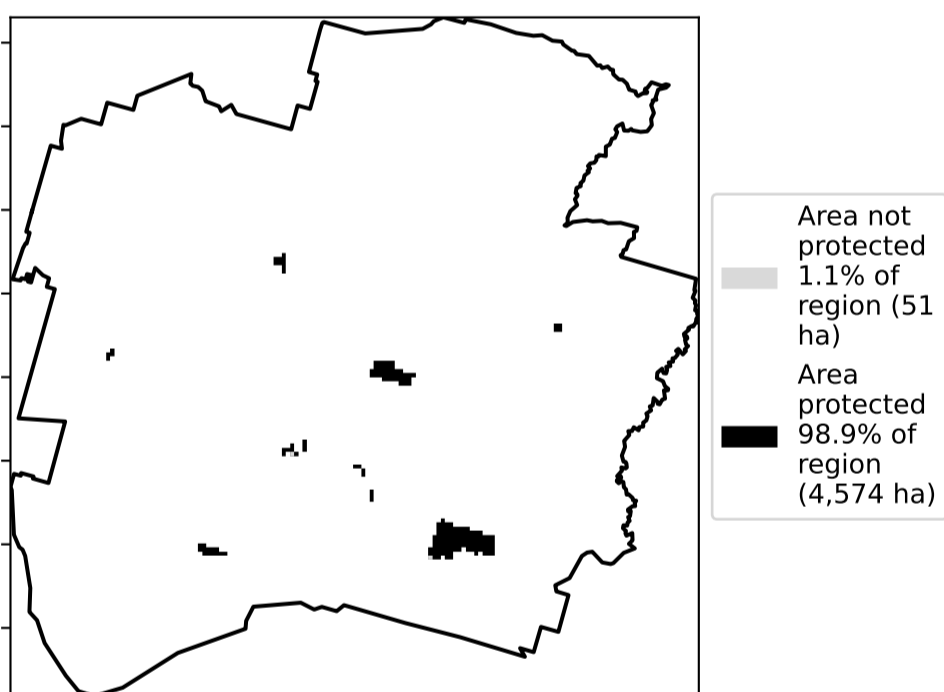 Area not
protected
1.1% of
region (51
ha)
Area
protected
98.9% of
region
(4,574 ha)